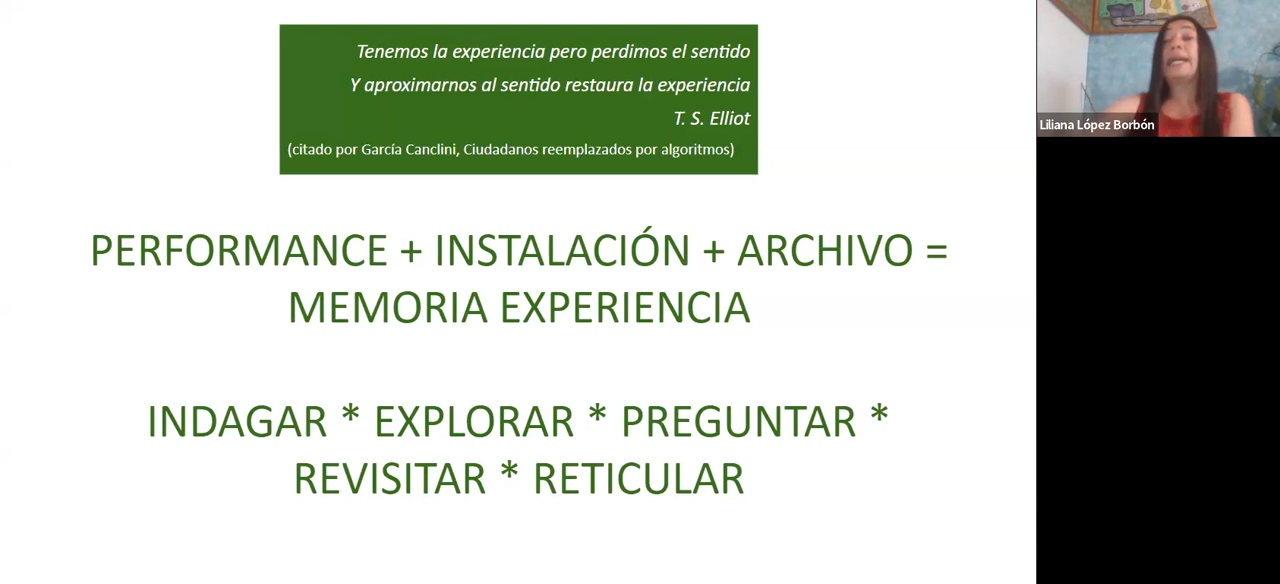 Tenemos la experiencia pero perdimos el sentido
Y aproximarnos al sentido restaura la experiencia
T. S. Elliot
(citado por García Canclini, Ciudadanos reemplazados por algoritmos)
PERFORMANCE + INSTALACIÓN + ARCHIVO =
MEMORIA EXPERIENCIA
INDAGAR * EXPLORAR * PREGUNTAR *
REVISITAR * RETICULAR
Liliana López Borbón